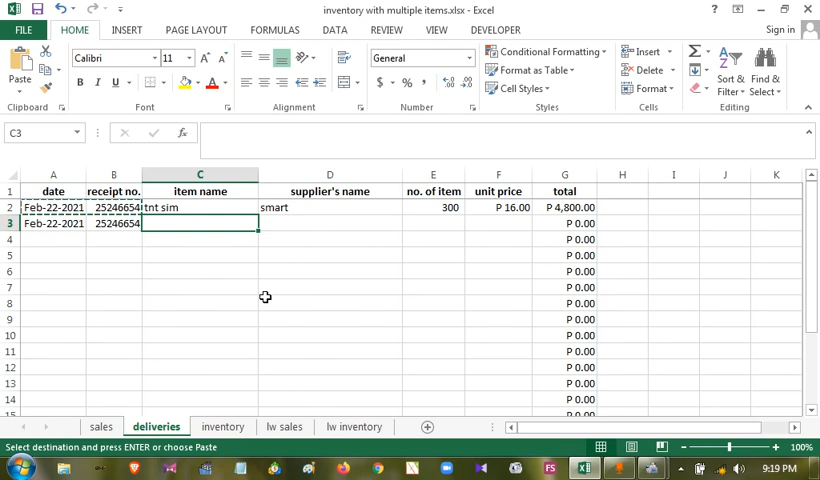 inventory with multiple items.xlsx - Excel
FILE HOME INSERT PAGE LAYOUT FORMULAS DATA REVIEW VIEW DEVELOPER Sign in
Paste Calibri 11 General Conditional Formatting Insert
B I U Format as Table Delete Sort & Find &
Cell Styles Format Filter Select
Clipboard Font Alignment Number Styles Cells Editing
C3 fx
A B C D E F G H I J K
1 date receipt no. item name supplier's name no. of item unit price total
2 Feb-22-2021 25246654 tnt sim smart 300 P 16.00 P 4,800.00
3 Feb-22-2021 25246654 P 0.00
4 P 0.00
5 P 0.00
6 P 0.00
7 P 0.00
8 P 0.00
9 P 0.00
10 P 0.00
11 P 0.00
12 P 0.00
13 P 0.00
14 P 0.00
15 P 0.00
sales deliveries inventory lw sales lw inventory
Select destination and press ENTER or choose Paste 100%
FS 9:19 PM